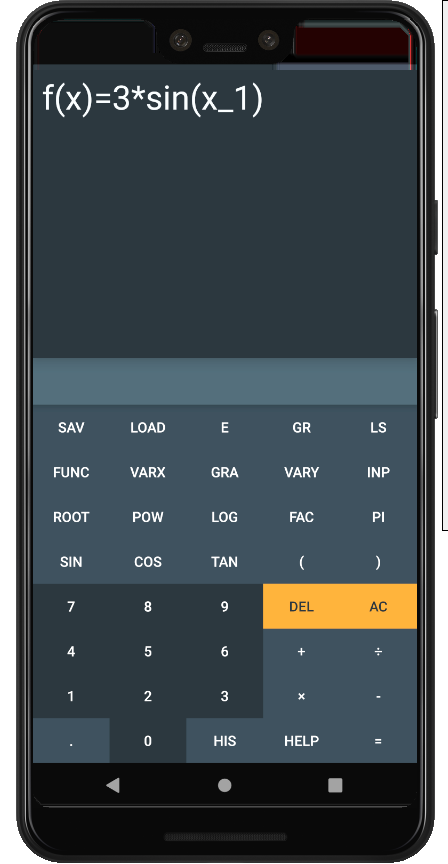 f(x)=3*sin(x_1)
SAV LOAD E GR LS
FUNC VARX GRA VARY INP
ROOT POW LOG FAC PI
SIN COS TAN ( )
7 8 9 DEL AC
4 5 6 + ÷
1 2 3 × -
. 0 HIS HELP =